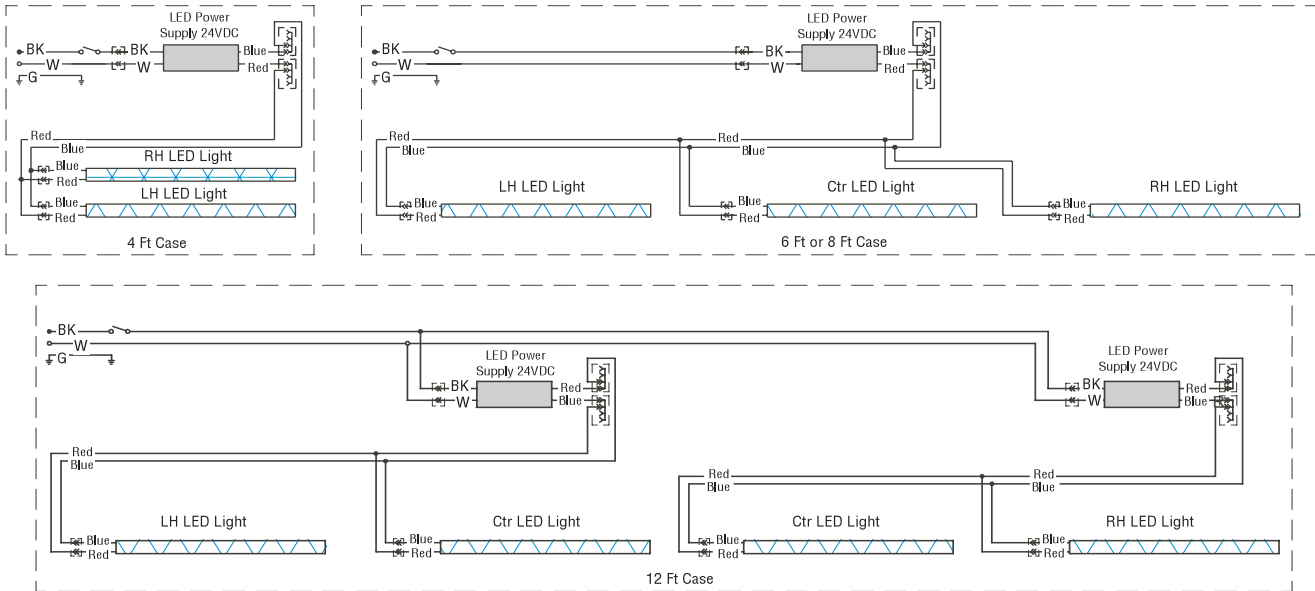 LED Power
Supply 24VDC
BK
BK
Blue
W
W
Red
G
Red
Blue
RH LED Light
Blue
Red
LH LED Light
Blue
Red
4 Ft Case
LED Power
Supply 24VDC
BK
BK
Blue
W
W
Red
G
Red
Red
Blue
Blue
LH LED Light
Ctr LED Light
RH LED Light
Blue
Blue
Blue
Red
Red
Red
6 Ft or 8 Ft Case
BK
W
G
LED Power
Supply 24VDC
BK
Red
W
Blue
LED Power
Supply 24VDC
BK
Red
W
Blue
Red
Blue
Red
Red
Blue
Blue
LH LED Light
Ctr LED Light
Ctr LED Light
RH LED Light
Blue
Blue
Blue
Blue
Red
Red
Red
Red
12 Ft Case